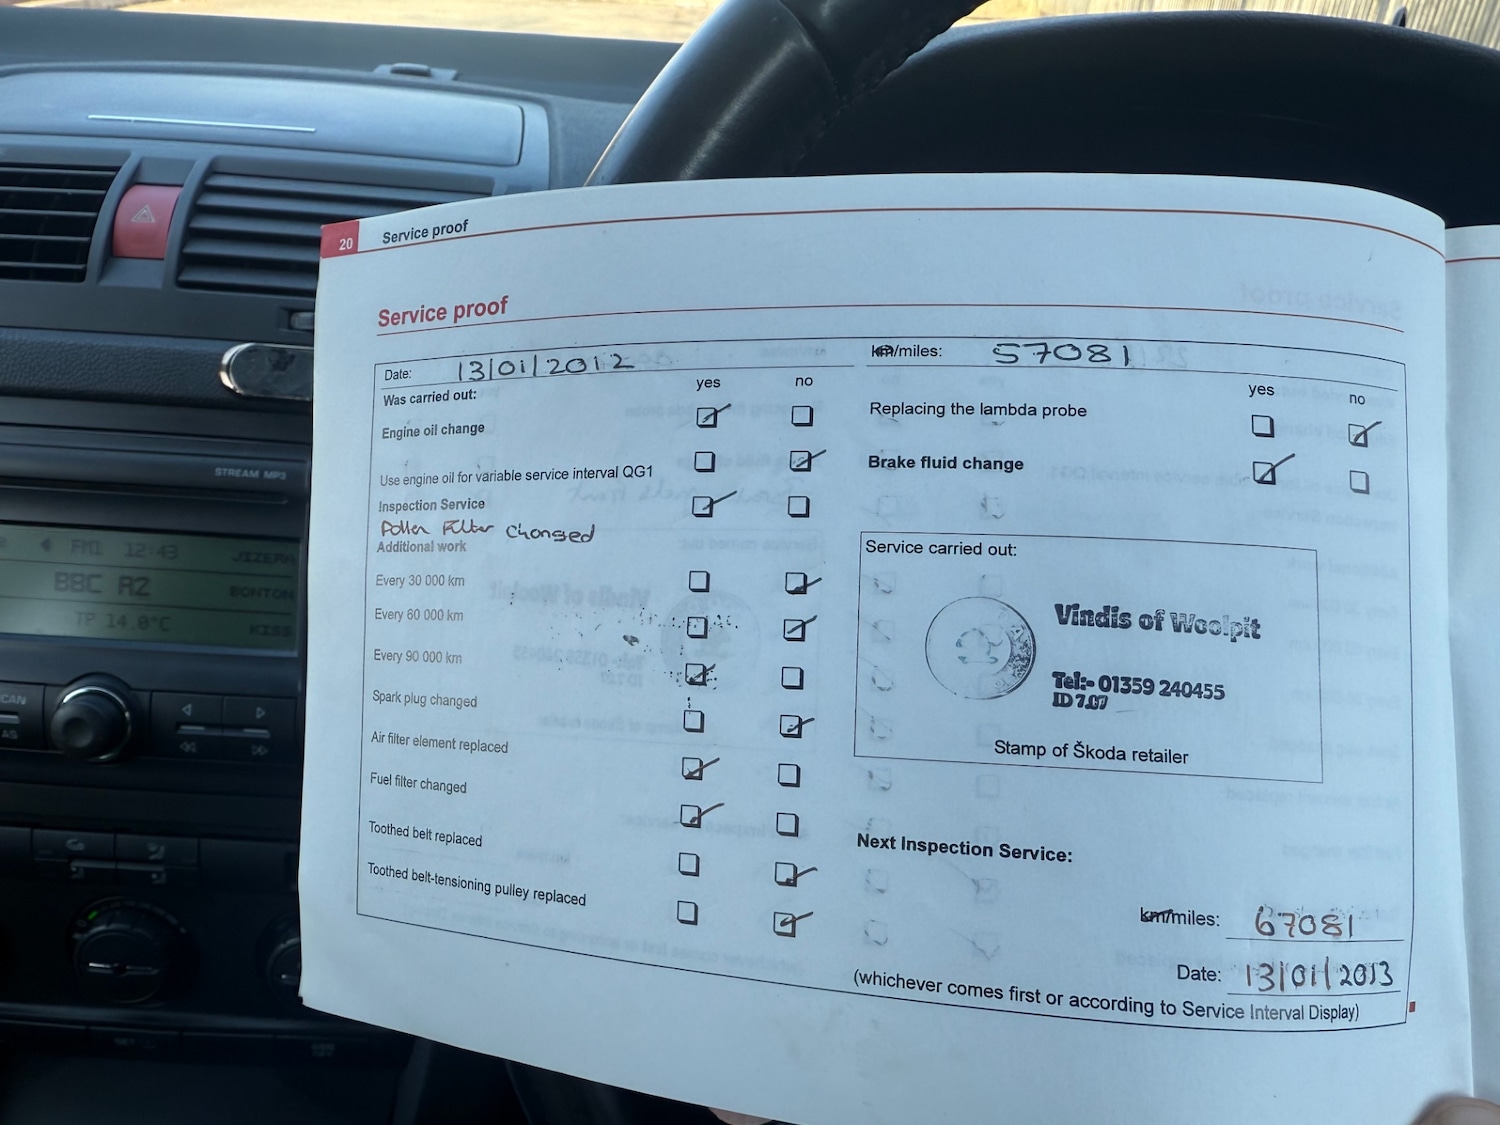 20 Service proof
Service proof
Date: 13/01/2012
km/miles: 57081
Was carried out:
yes no
Engine oil change
Use engine oil for variable service interval QG1
Inspection Service
Pollen Filter Changed
Additional work
Every 30 000 km
Every 60 000 km
Every 90 000 km
Spark plug changed
Air filter element replaced
Fuel filter changed
Toothed belt replaced
Toothed belt-tensioning pulley replaced
yes no
Replacing the lambda probe
Brake fluid change
Service carried out:
Vindis of Woolpit
Tel:- 01359 240455
ID 7.07
Stamp of Škoda retailer
Next Inspection Service:
km/miles: 67081
Date: 13/01/2013
(whichever comes first or according to Service Interval Display)
STREAM MP3
FM1 12:43 JIZERA
BBC R2 BONTON
TP 14.0°C KISS
SCAN
AS